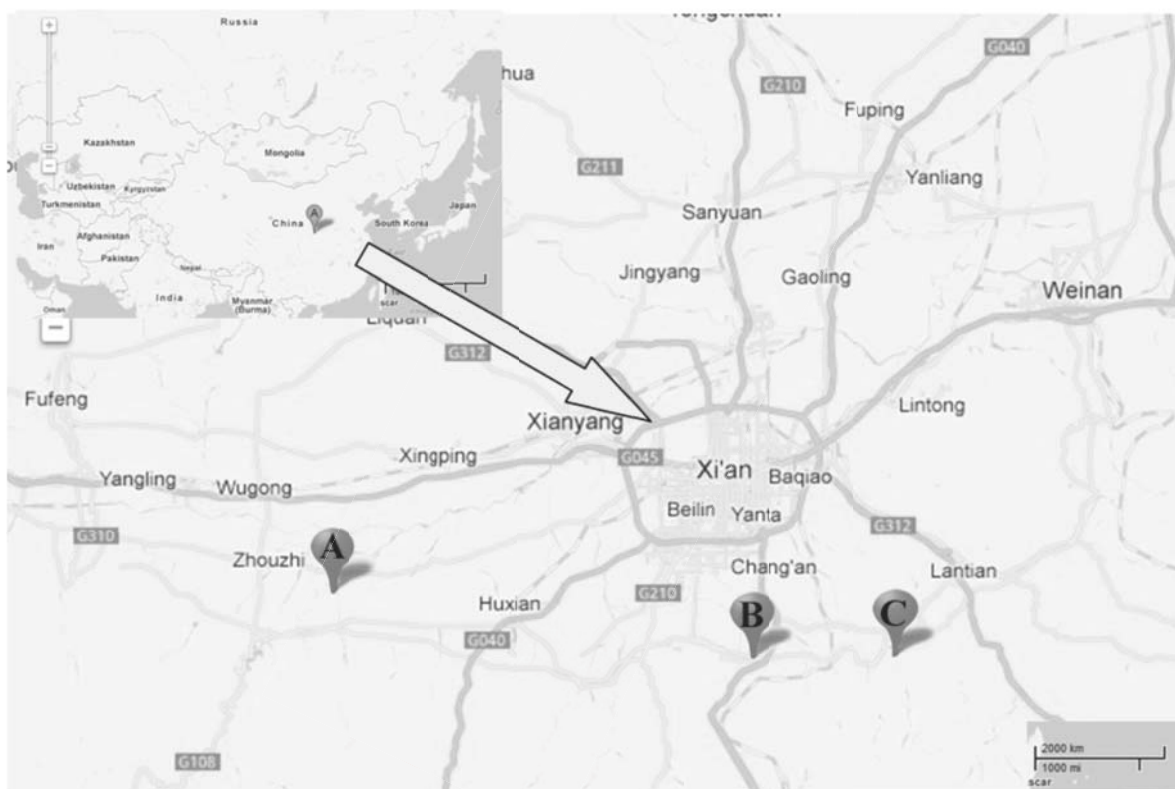 Russia
Kazakhstan
Mongolia
Uzbekistan
Kyrgyzstan
Turkmenistan
Japan
A
China
South Korea
Afghanistan
Iran
Pakistan
Nepal
India
Myanmar
(Burma)
Oman
scar
hua
G040
G210
Fuping
G211
Yanliang
Sanyuan
Jingyang
Gaoling
Weinan
Liquan
G312
Fufeng
Lintong
Xianyang
Xingping
G045
Xi'an
Baqiao
Yangling
Wugong
Beilin
Yanta
G310
G312
Zhouzhi
A
Chang'an
Lantian
Huxian
G210
B
C
G040
G108
2000 km
1000 mi
scar